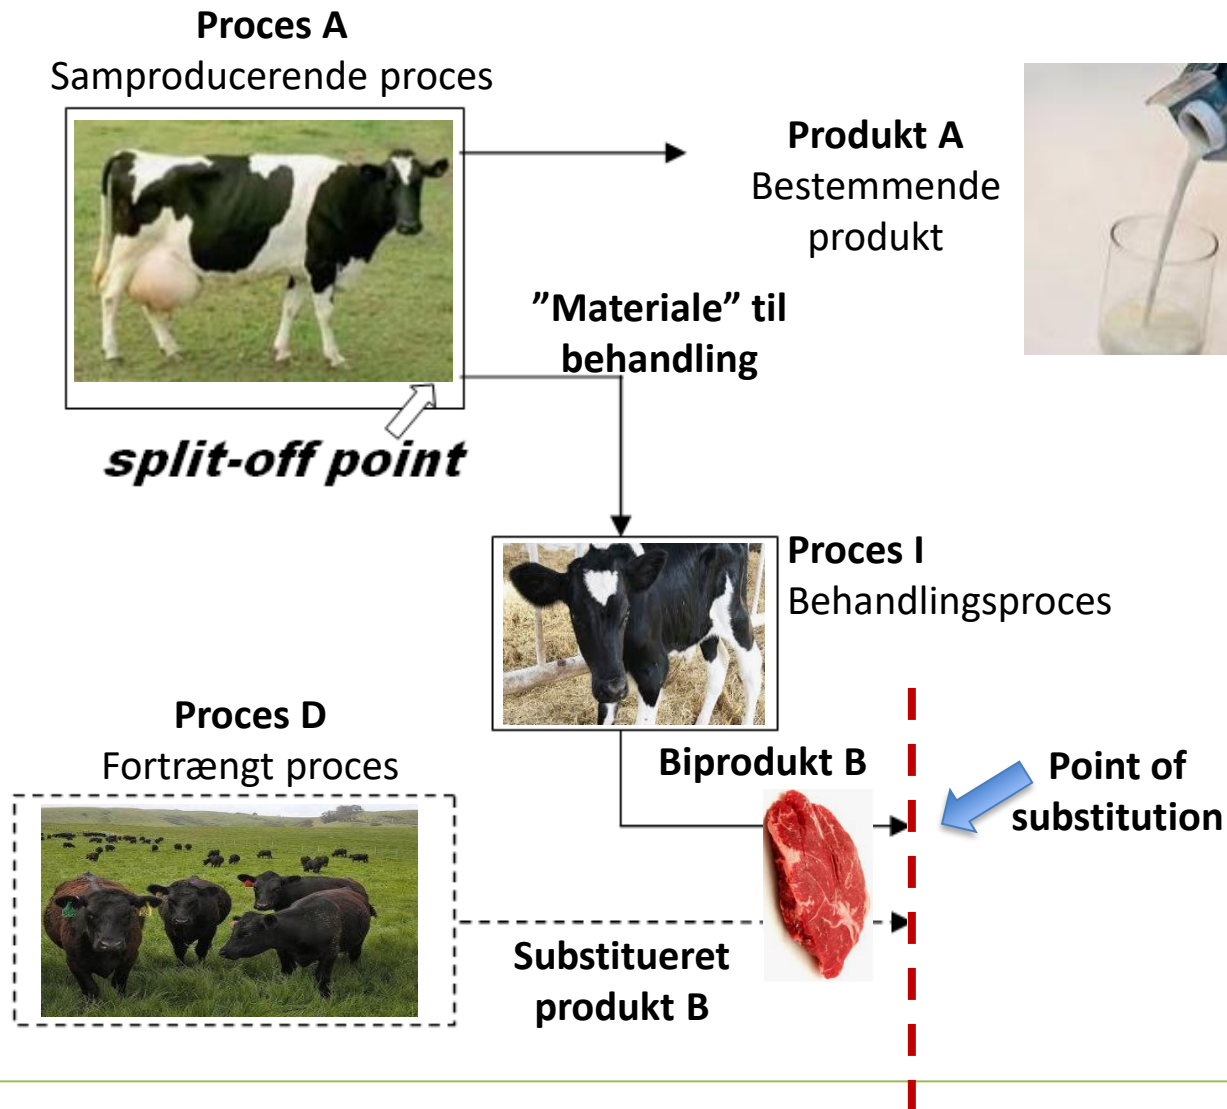 Proces A
Samproducerende proces
Produkt A
Bestemmende
produkt
”Materiale” til
behandling
split-off point
Proces I
Behandlingsproces
Proces D
Fortrængt proces
Biprodukt B
Point of
substitution
Substitueret
produkt B